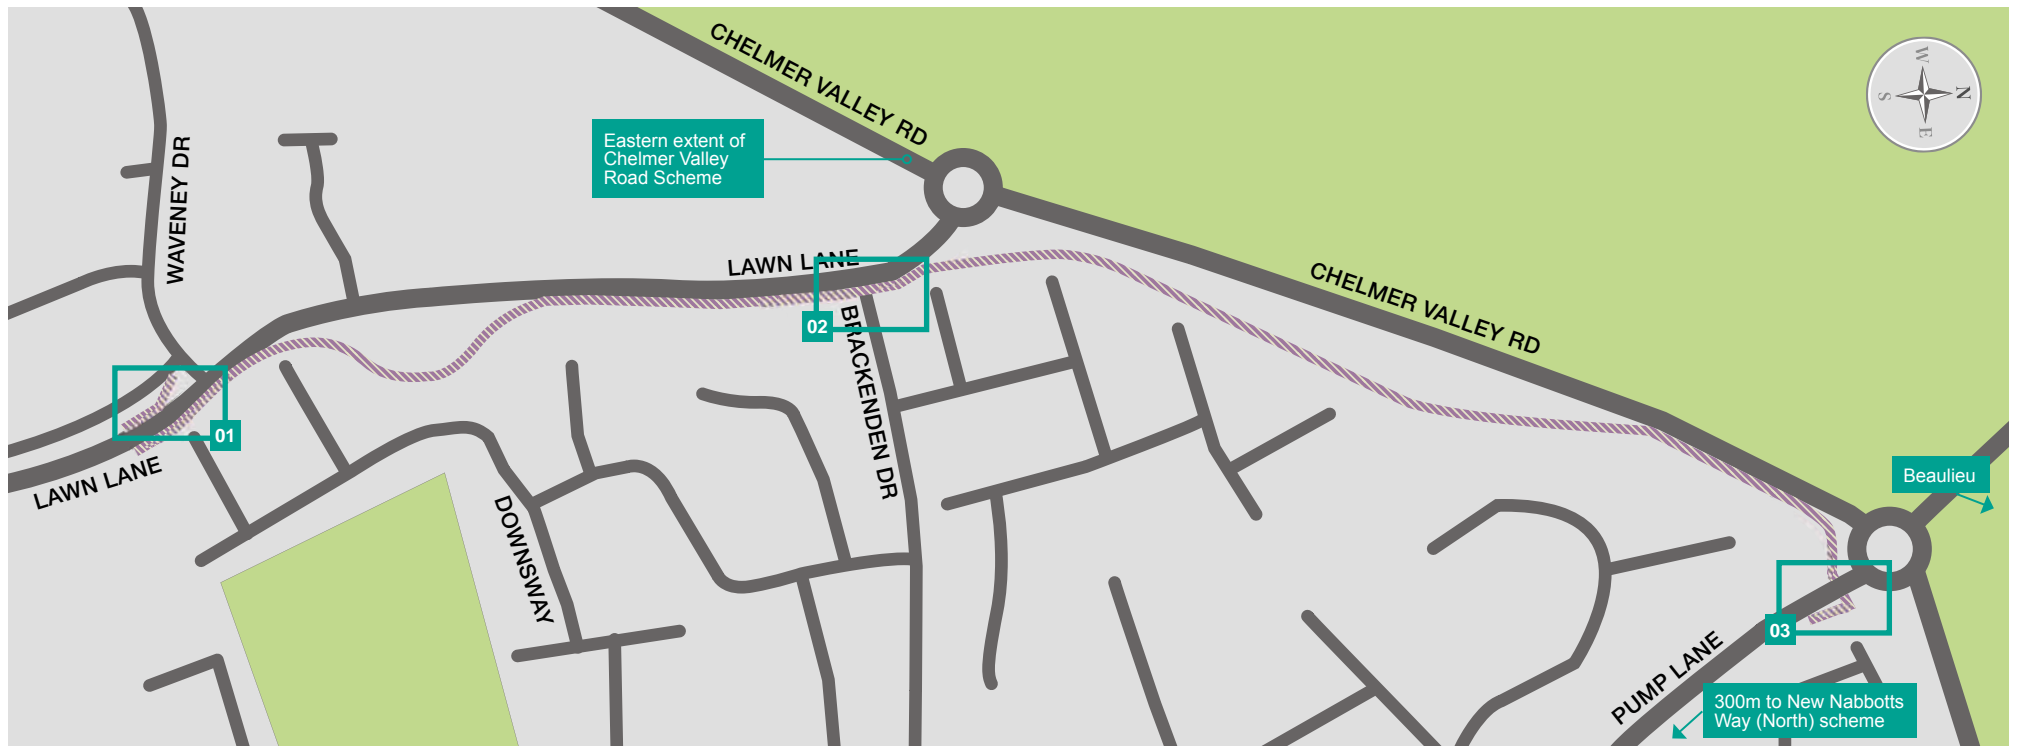 CHELMER VALLEY RD
W
N
S
E
Eastern extent of
Chelmer Valley
Road Scheme
WAVENEY DR
LAWN LANE
CHELMER VALLEY RD
02
BRACKENDEN DR
01
LAWN LANE
DOWNSWAY
Beaulieu
03
PUMP LANE
300m to New Nabbotts
Way (North) scheme